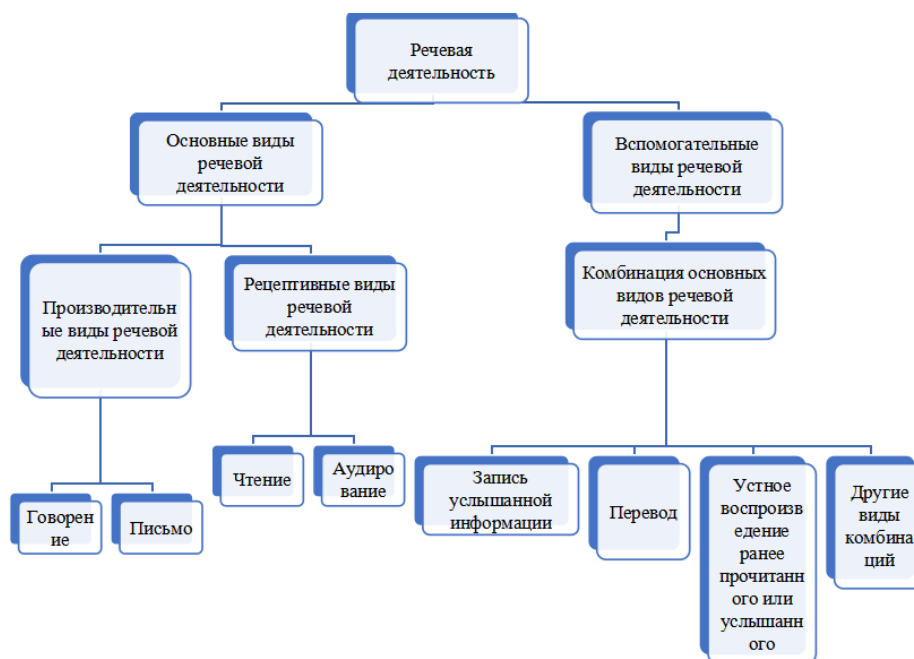 Речевая
деятельность
Основные виды
речевой
деятельности
Вспомогательные
виды речевой
деятельности
Производительн
ые виды речевой
деятельности
Рецептивные виды
речевой
деятельности
Комбинация основных
видов речевой
деятельности
Говорен
ие
Письмо
Чтение
Аудиро
вание
Запись
услышанной
информации
Перевод
Устное
воспроизв
едение
ранее
прочитанн
ого или
услышанн
ого
Другие
виды
комбина
ций